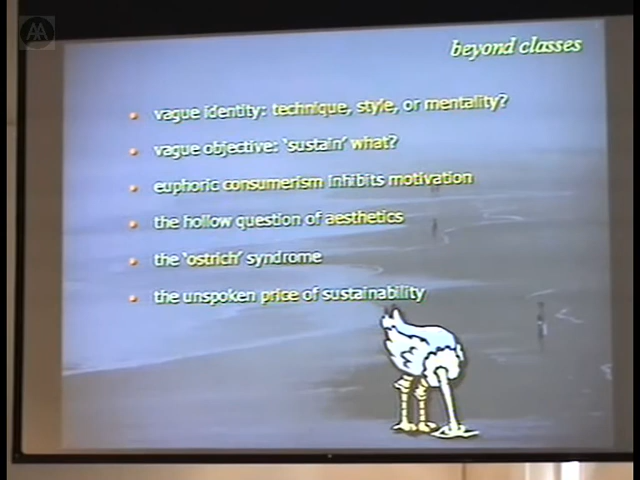 AA
beyond classes
vague identity: technique, style, or mentality?
vague objective: 'sustain' what?
euphoric consumerism inhibits motivation
the hollow question of aesthetics
the 'ostrich' syndrome
the unspoken price of sustainability